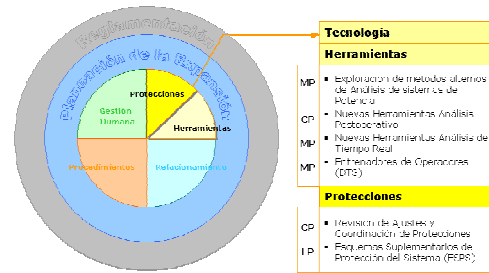 Reglamentación
Planeación de la Expansión
Protecciones
Gestión
Humana
Herramientas
Procedimientos
Relacionamiento
Tecnología
Herramientas
MP
▪ Exploración de métodos alternos
de Análisis de sistemas de
Potencia
CP
▪ Nuevas Herramientas Análisis
Postoperativo
MP
▪ Nuevas Herramientas Análisis de
Tiempo Real
MP
▪ Entrenadores de Operadores
(DTS)
Protecciones
CP
▪ Revisión de Ajustes y
Coordinación de Protecciones
LP
▪ Esquemas Suplementarios de
Protección del Sistema (ESPS)